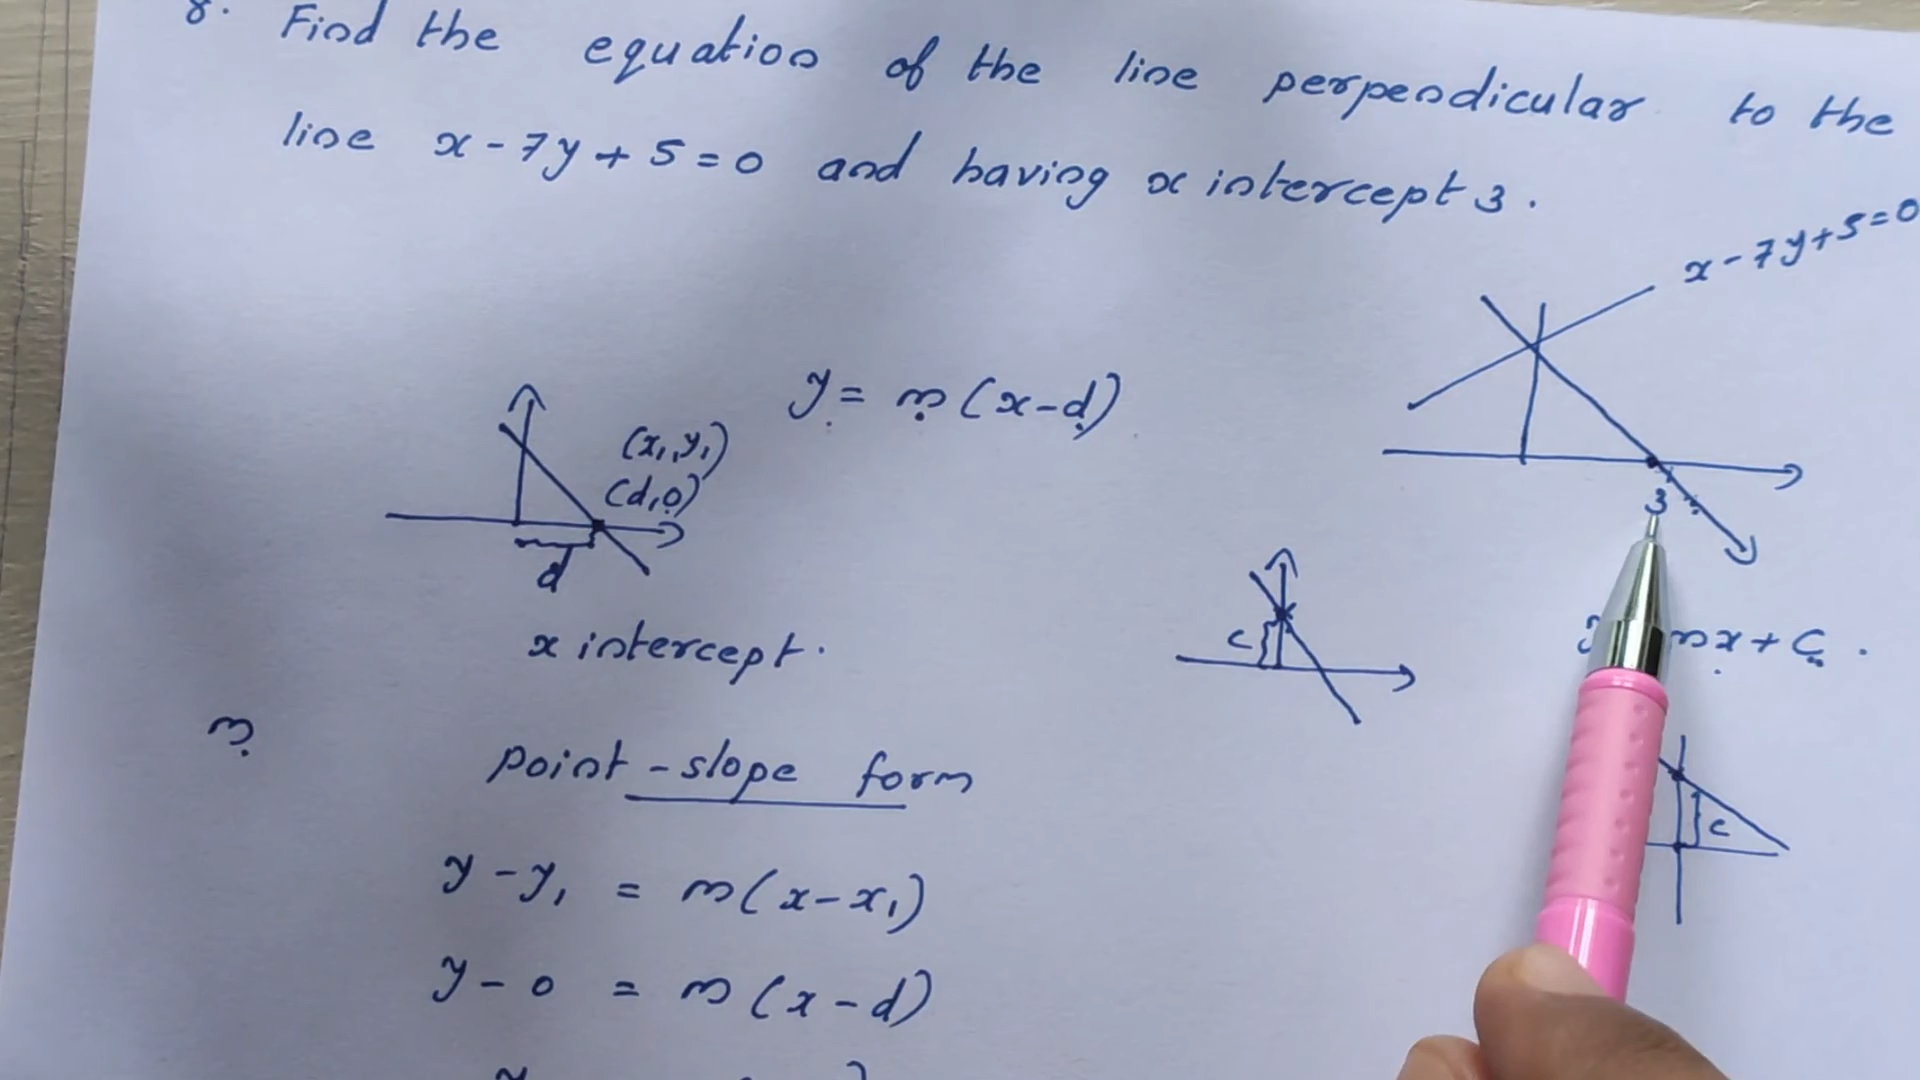 8. Find the equation of the line perpendicular to the
line x - 7y + 5 = 0 and having x intercept 3.
x - 7y + 5 = 0
y = m(x-d)
(x₁, y₁)
(d, 0)
3
d
c
mx + c.
x intercept.
m
point-slope form
c
y - y₁ = m(x - x₁)
y - 0 = m(x - d)